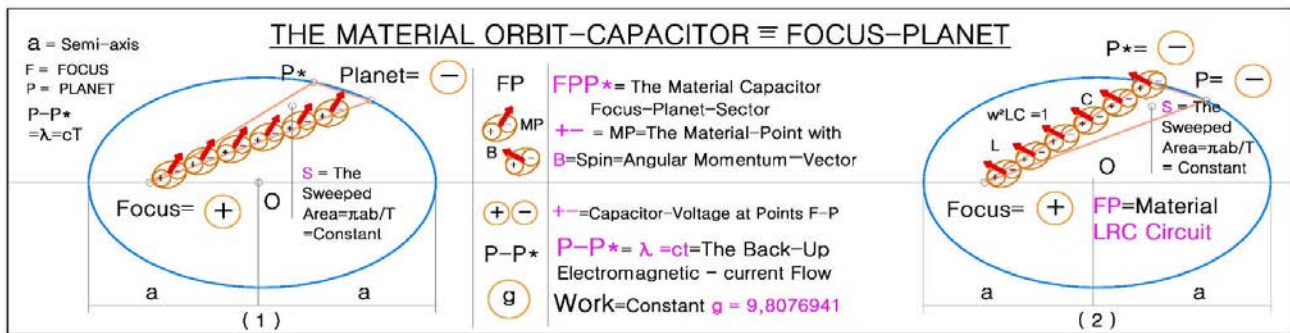 THE MATERIAL ORBIT-CAPACITOR ≡ FOCUS-PLANET
a = Semi-axis
F = FOCUS
P = PLANET
P-P*
=λ=cT
P*
Planet= -
+ -
Focus= +
O
S = The
Sweeped
Area=πab/T
=Constant
a
a
(1)
FP
MP
B
+ -
P-P*
g
FPP*= The Material Capacitor
Focus-Planet-Sector
+- = MP=The Material-Point with
B=Spin=Angular Momentum-Vector
+-=Capacitor-Voltage at Points F-P
P-P*= λ =ct=The Back-Up
Electromagnetic - current Flow
Work=Constant g = 9,8076941
P*= -
P= -
C
w²LC =1
L
S = The
Sweeped
Area=πab/T
= Constant
O
Focus= +
FP=Material
LRC Circuit
a
a
(2)